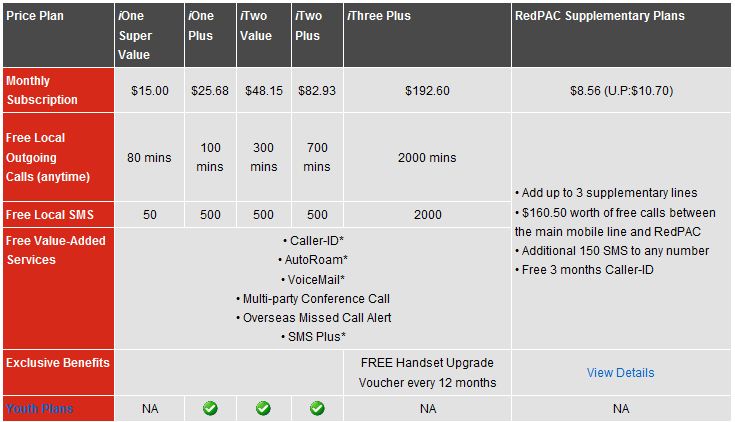 Price Plan
iOne Super Value
iOne Plus
iTwo Value
iTwo Plus
iThree Plus
RedPAC Supplementary Plans
Monthly Subscription
$15.00
$25.68
$48.15
$82.93
$192.60
$8.56 (U.P:$10.70)
Free Local
Outgoing
Calls (anytime)
80 mins
100
mins
300
mins
700
mins
2000 mins
Free Local SMS
50
500
500
500
2000
• Add up to 3 supplementary lines
• $160.50 worth of free calls between
the main mobile line and RedPAC
• Additional 150 SMS to any number
• Free 3 months Caller-ID
Free Value-Added
Services
• Caller-ID*
• AutoRoam*
• VoiceMail*
• Multi-party Conference Call
• Overseas Missed Call Alert
• SMS Plus*
Exclusive Benefits
FREE Handset Upgrade
Voucher every 12 months
View Details
Youth Plans
NA
NA
NA